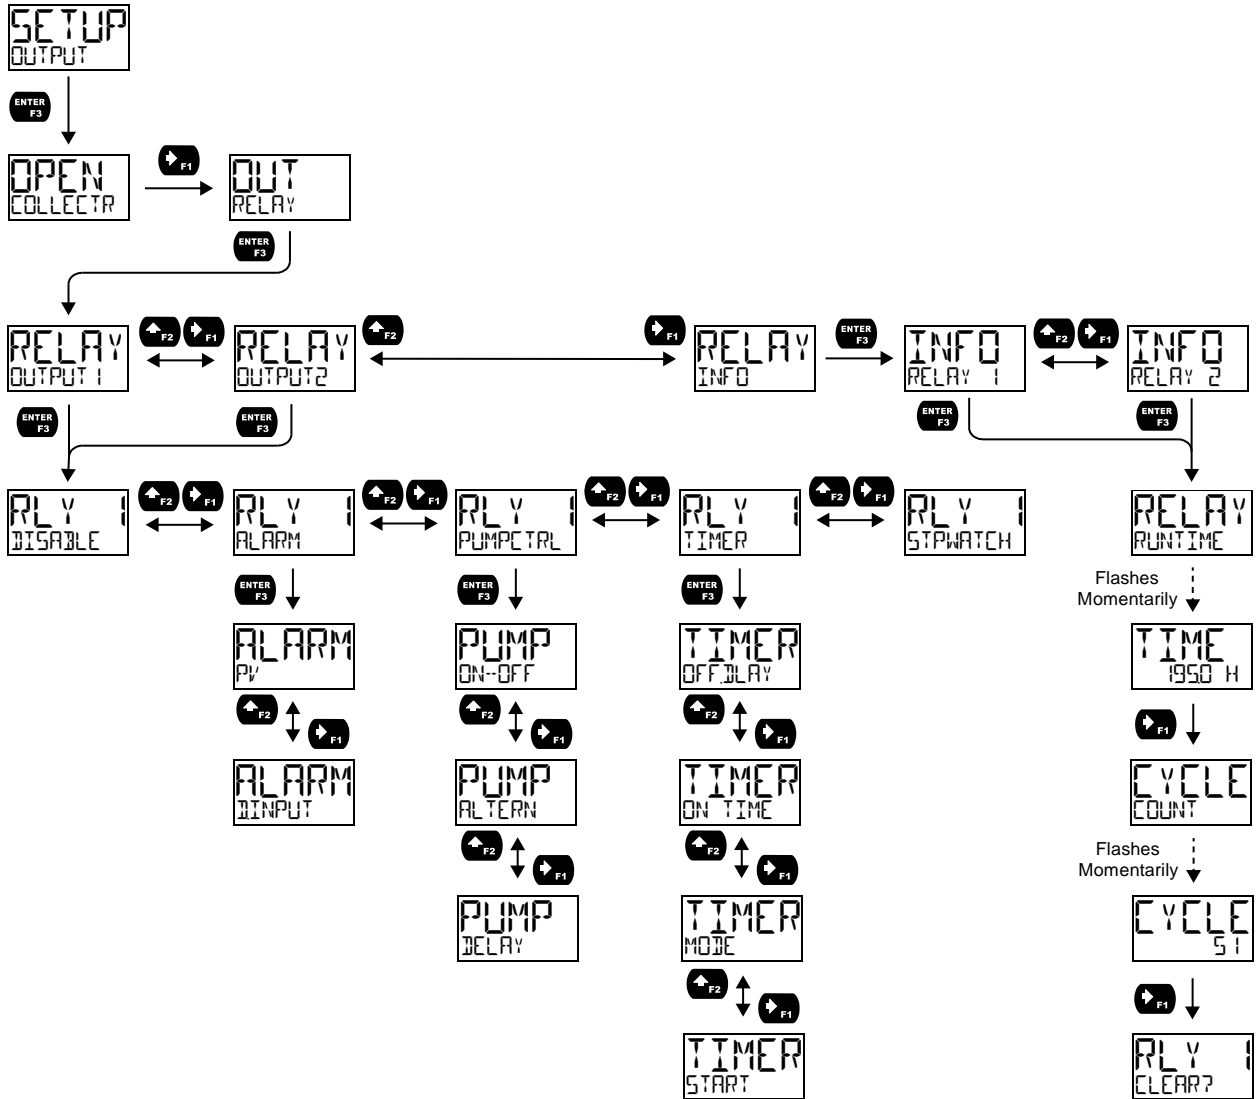 SETUP
OUTPUT
ENTER
F3
OPEN
COLLECTR
F1
OUT
RELAY
ENTER
F3
RELAY
OUTPUT1
F2 F1
RELAY
OUTPUT2
F2
F1
RELAY
INFO
ENTER
F3
INFO
RELAY 1
F2 F1
INFO
RELAY 2
ENTER
F3
ENTER
F3
ENTER
F3
ENTER
F3
RLY 1
DISABLE
F2 F1
RLY 1
ALARM
F2 F1
RLY 1
PUMPCTRL
F2 F1
RLY 1
TIMER
F2 F1
RLY 1
STPWATCH
RELAY
RUNTIME
ENTER
F3
ENTER
F3
ENTER
F3
Flashes
Momentarily
ALARM
PV
PUMP
ON--OFF
TIMER
OFF.DLAY
TIME
195.0 H
F2
F1
F2
F1
F2
F1
F1
ALARM
D.INPUT
PUMP
ALTERN
TIMER
ON TIME
CYCLE
COUNT
F2
F1
F2
F1
Flashes
Momentarily
PUMP
DELAY
TIMER
MODE
CYCLE
51
F2
F1
F1
TIMER
START
RLY 1
CLEAR?